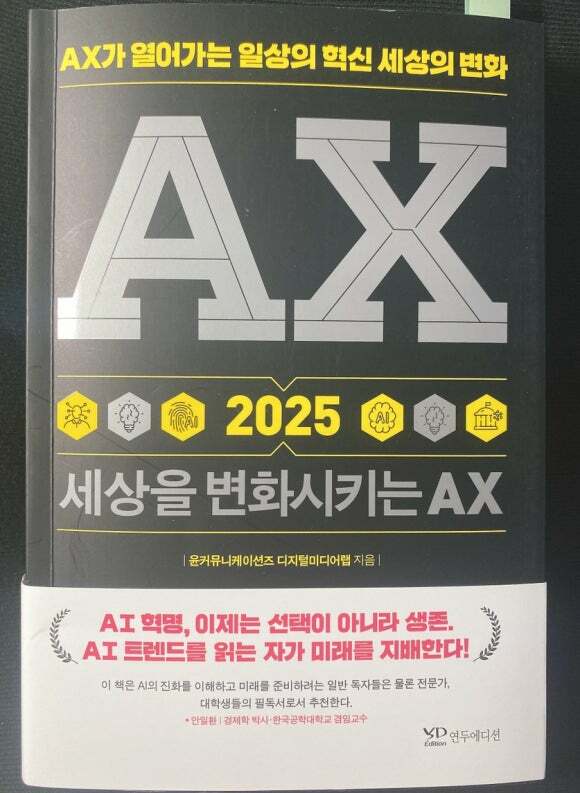 AX가 열어가는 일상의 혁신 세상의 변화
AX
AI
2025
AI
세상을 변화시키는 AX
| 윤커뮤니케이션즈 디지털미디어랩 지음 |
AI 혁명, 이제는 선택이 아니라 생존.
AI 트렌드를 읽는 자가 미래를 지배한다!
이 책은 AI의 진화를 이해하고 미래를 준비하려는 일반 독자들은 물론 전문가,
대학생들의 필독서로서 추천한다.
• 안일환 | 경제학 박사·한국공학대학교 겸임교수
YD
Edition
연두에디션